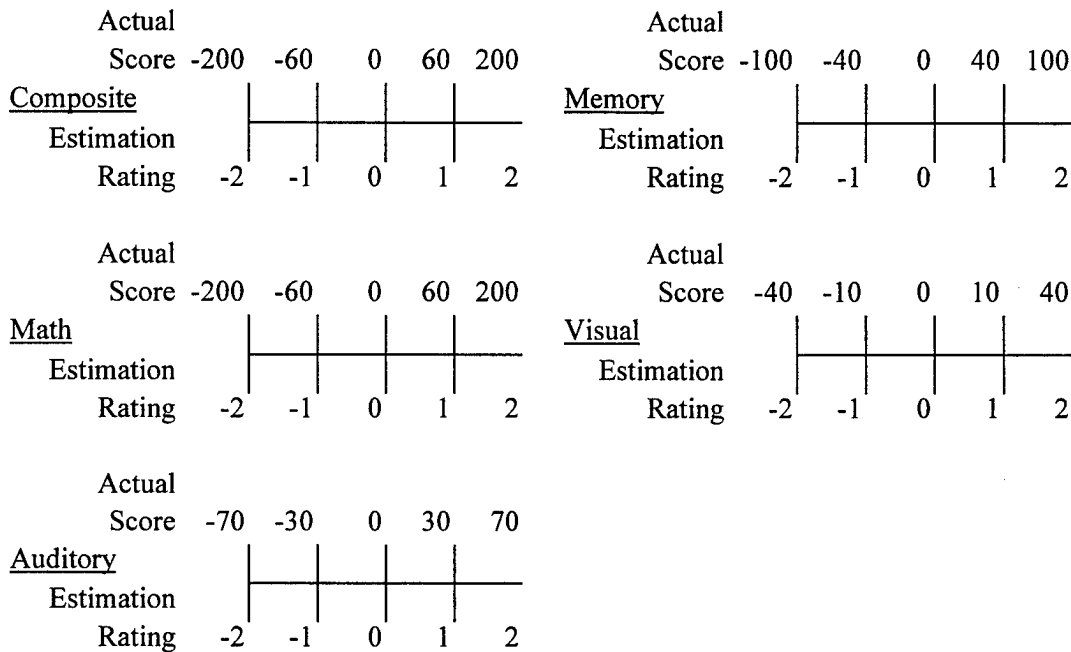 Actual
Score -200 -60 0 60 200
Composite
Estimation
Rating -2 -1 0 1 2
Actual
Score -100 -40 0 40 100
Memory
Estimation
Rating -2 -1 0 1 2
Actual
Score -200 -60 0 60 200
Math
Estimation
Rating -2 -1 0 1 2
Actual
Score -40 -10 0 10 40
Visual
Estimation
Rating -2 -1 0 1 2
Actual
Score -70 -30 0 30 70
Auditory
Estimation
Rating -2 -1 0 1 2